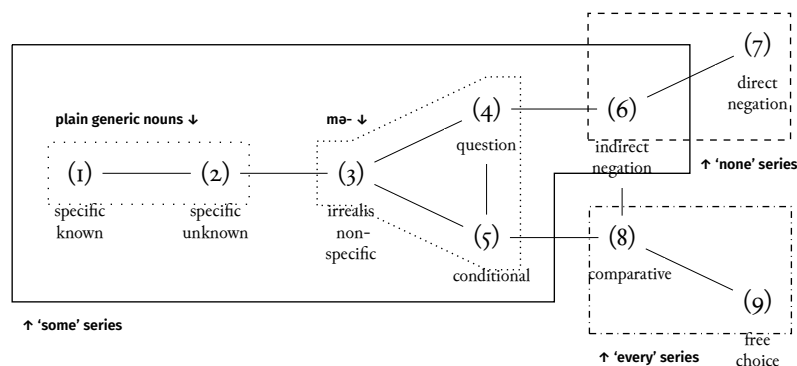 (7)
direct
negation
(4)
question
(6)
indirect
negation
↑ ‘none’ series
plain generic nouns ↓
mə- ↓
(1)
specific
known
(2)
specific
unknown
(3)
irrealis
non-
specific
(5)
conditional
(8)
comparative
(9)
free
choice
↑ ‘some’ series
↑ ‘every’ series